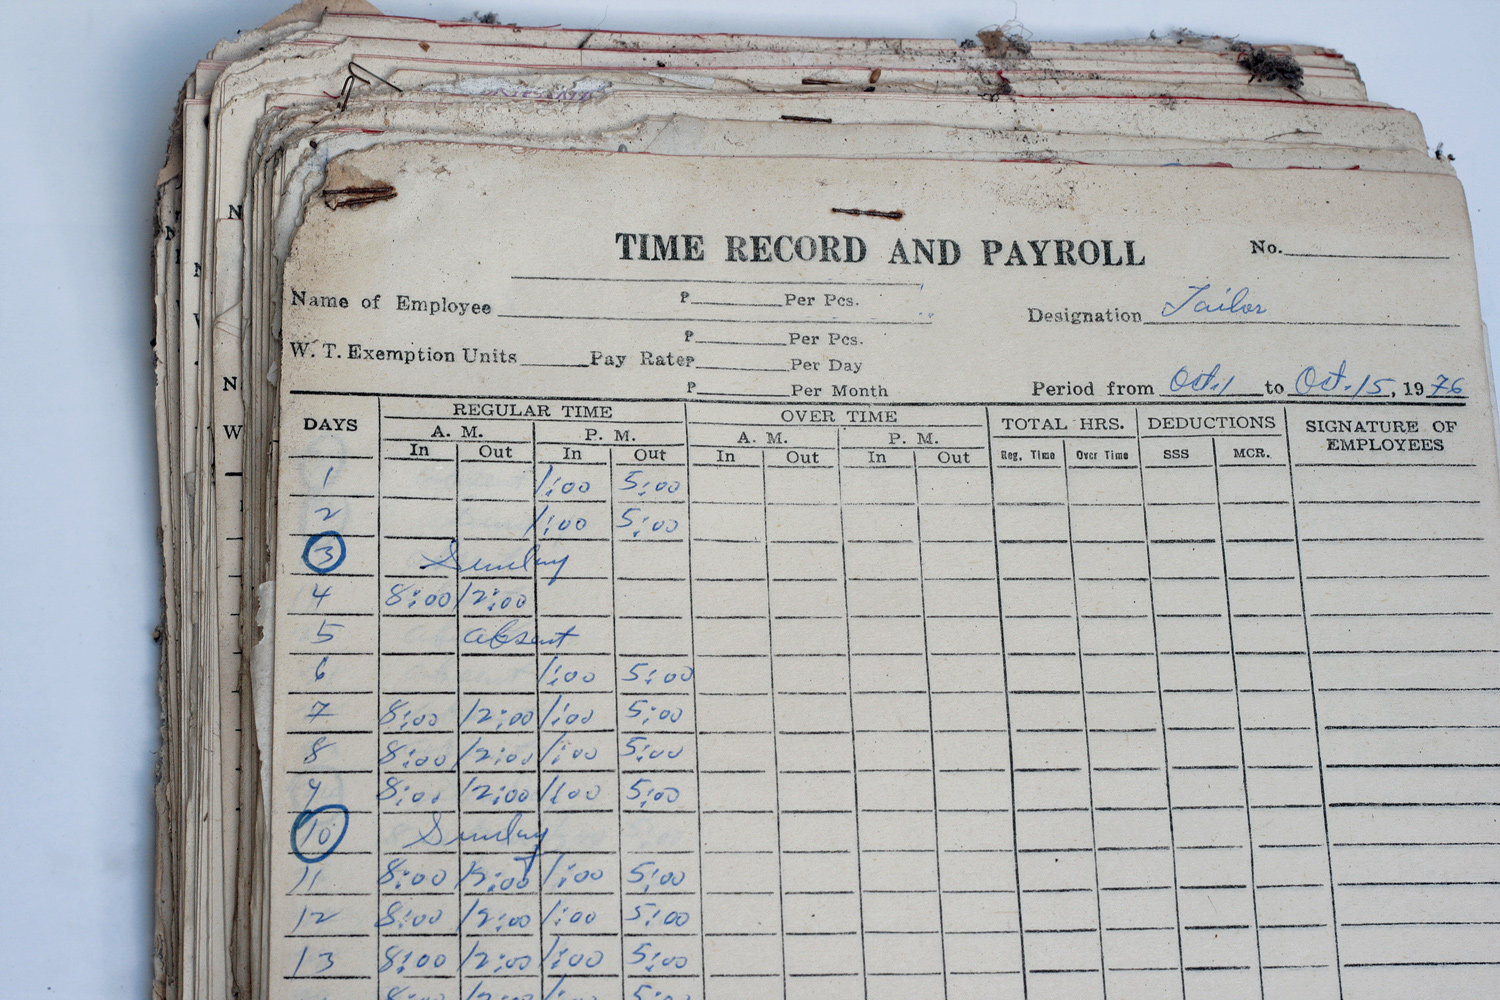 TIME RECORD AND PAYROLL
No.
₱ Per Pcs.
Name of Employee
Designation Tailor
₱ Per Pcs.
W. T. Exemption Units Pay Rate ₱ Per Day
₱ Per Month
Period from Oct. 1 to Oct. 15, 19 76
DAYS REGULAR TIME OVER TIME TOTAL HRS. DEDUCTIONS SIGNATURE OF EMPLOYEES
A. M. P. M. A. M. P. M.
In Out In Out In Out In Out Reg. Time Over Time SSS MCR.
1 1:00 5:00
2 1:00 5:00
3 Sunday
4 8:00 12:00
5 absent
6 1:00 5:00
7 8:00 12:00 1:00 5:00
8 8:00 12:00 1:00 5:00
9 8:00 12:00 1:00 5:00
10 Sunday
11 8:00 12:00 1:00 5:00
12 8:00 12:00 1:00 5:00
13 8:00 12:00 1:00 5:00
N
N
W